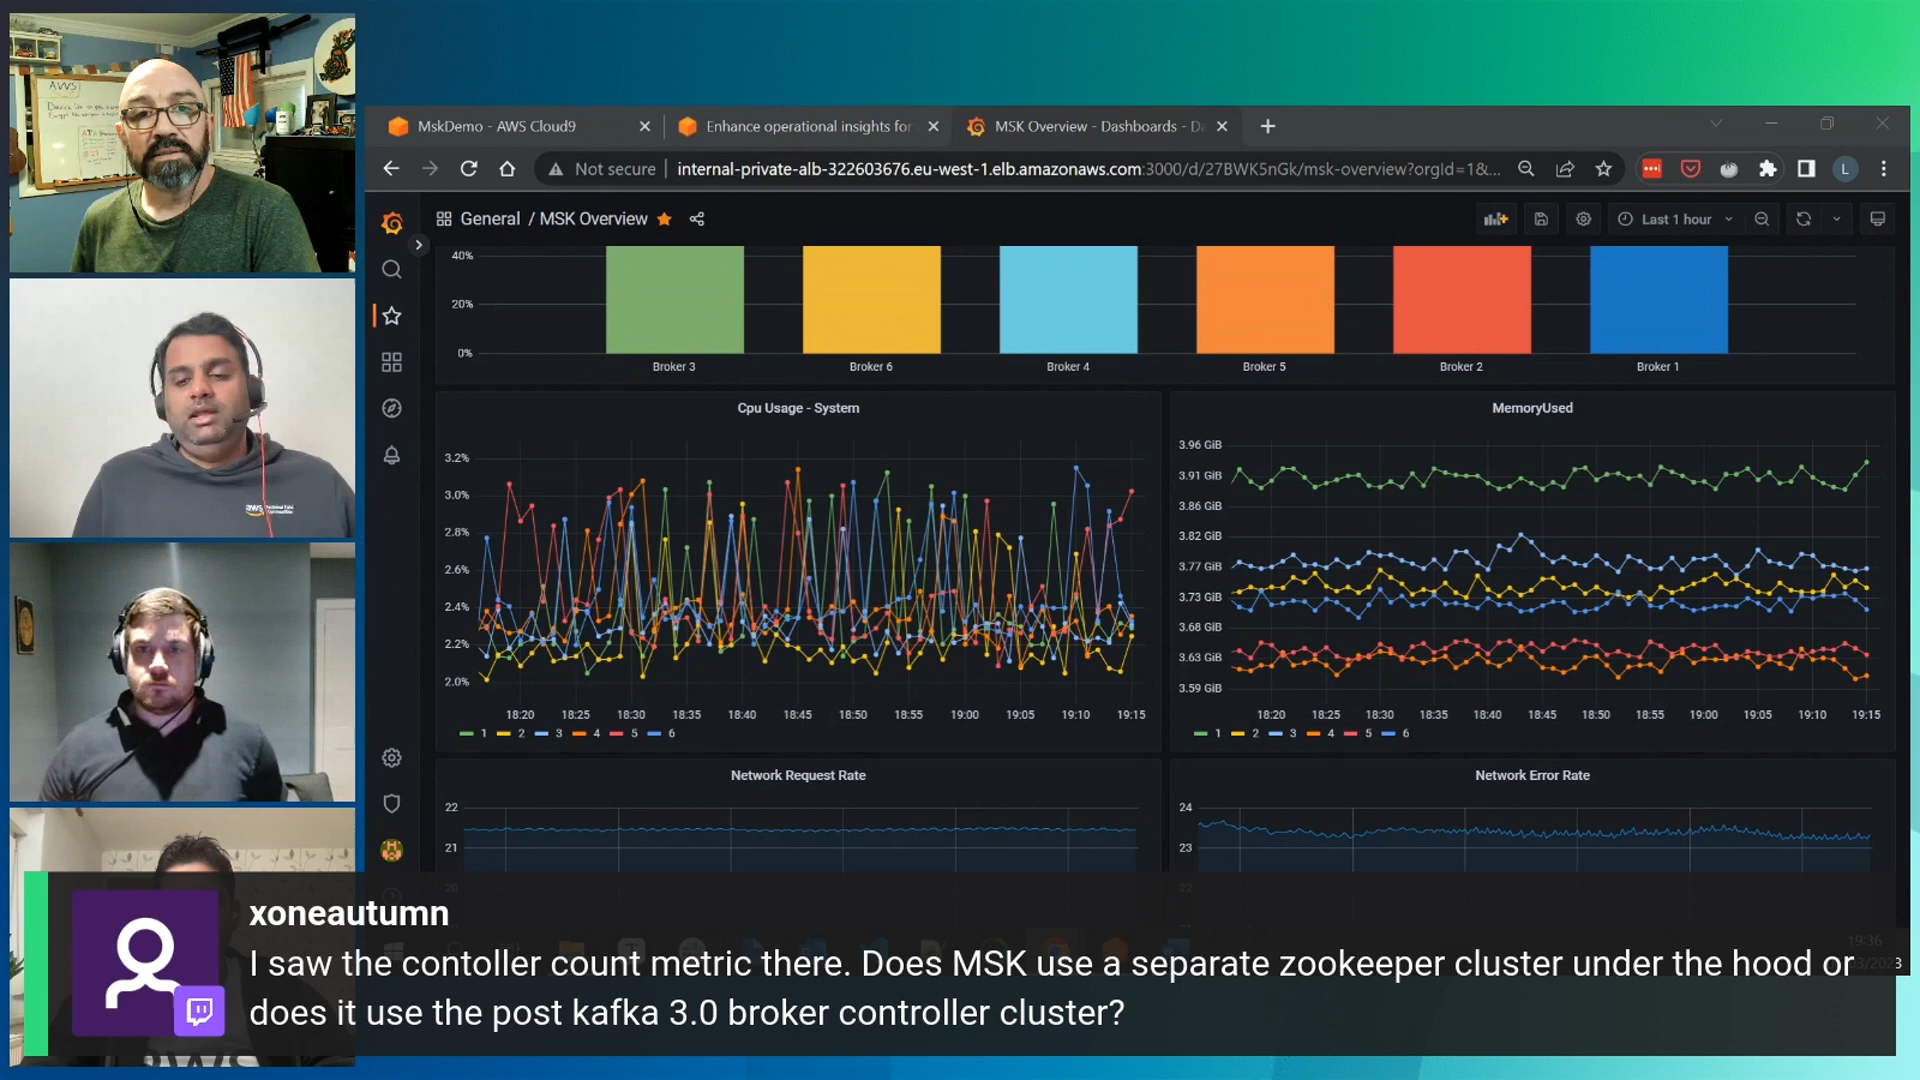 AWS
MskDemo - AWS Cloud9
Enhance operational insights for
MSK Overview - Dashboards - D
Not secure
internal-private-alb-322603676.eu-west-1.elb.amazonaws.com:3000/d/27BWK5nGk/msk-overview?orgId=1&...
L
General / MSK Overview
Last 1 hour
40%
20%
0%
Broker 3
Broker 6
Broker 4
Broker 5
Broker 2
Broker 1
Cpu Usage - System
3.2%
3.0%
2.8%
2.6%
2.4%
2.2%
2.0%
18:20 18:25 18:30 18:35 18:40 18:45 18:50 18:55 19:00 19:05 19:10 19:15
1 2 3 4 5 6
MemoryUsed
3.96 GiB
3.91 GiB
3.86 GiB
3.82 GiB
3.77 GiB
3.73 GiB
3.68 GiB
3.63 GiB
3.59 GiB
18:20 18:25 18:30 18:35 18:40 18:45 18:50 18:55 19:00 19:05 19:10 19:15
1 2 3 4 5 6
Network Request Rate
22
21
20
Network Error Rate
24
23
22
aws
19:36
xoneautumn
I saw the contoller count metric there. Does MSK use a separate zookeeper cluster under the hood or
does it use the post kafka 3.0 broker controller cluster?